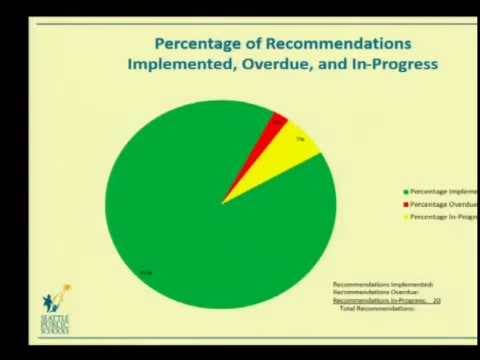 Percentage of Recommendations
Implemented, Overdue, and In-Progress
7%
Percentage Impleme
Percentage Overdue
Percentage In-Progr
Recommendations Implemented:
Recommendations Overdue:
Recommendations In-Progress: 20
Total Recommendations:
SEATTLE
PUBLIC
SCHOOLS